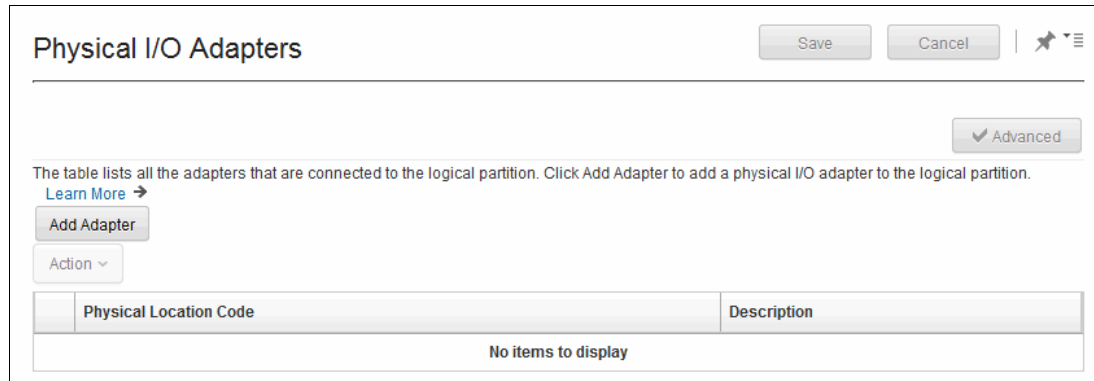 Physical I/O Adapters
Save
Cancel
Advanced
The table lists all the adapters that are connected to the logical partition. Click Add Adapter to add a physical I/O adapter to the logical partition.
Learn More
Add Adapter
Action
Physical Location Code
Description
No items to display